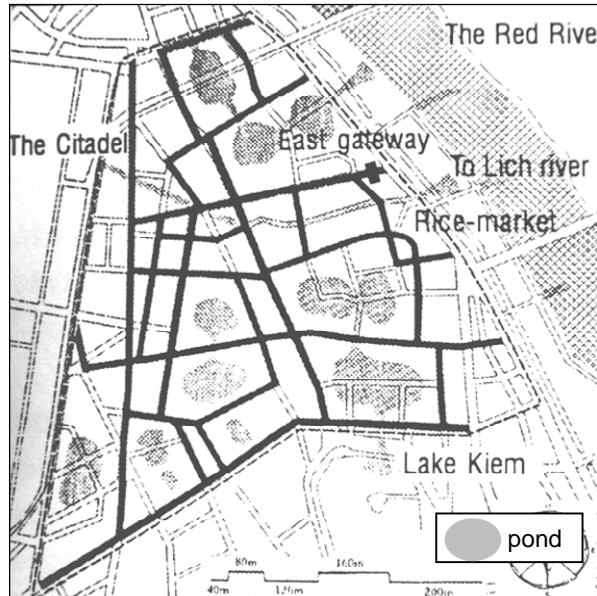 The Red Rive
The Citadel
East gateway
To Lich river
Rice-market
Lake Kiem
pond
80m
160m
40m
120m
200m